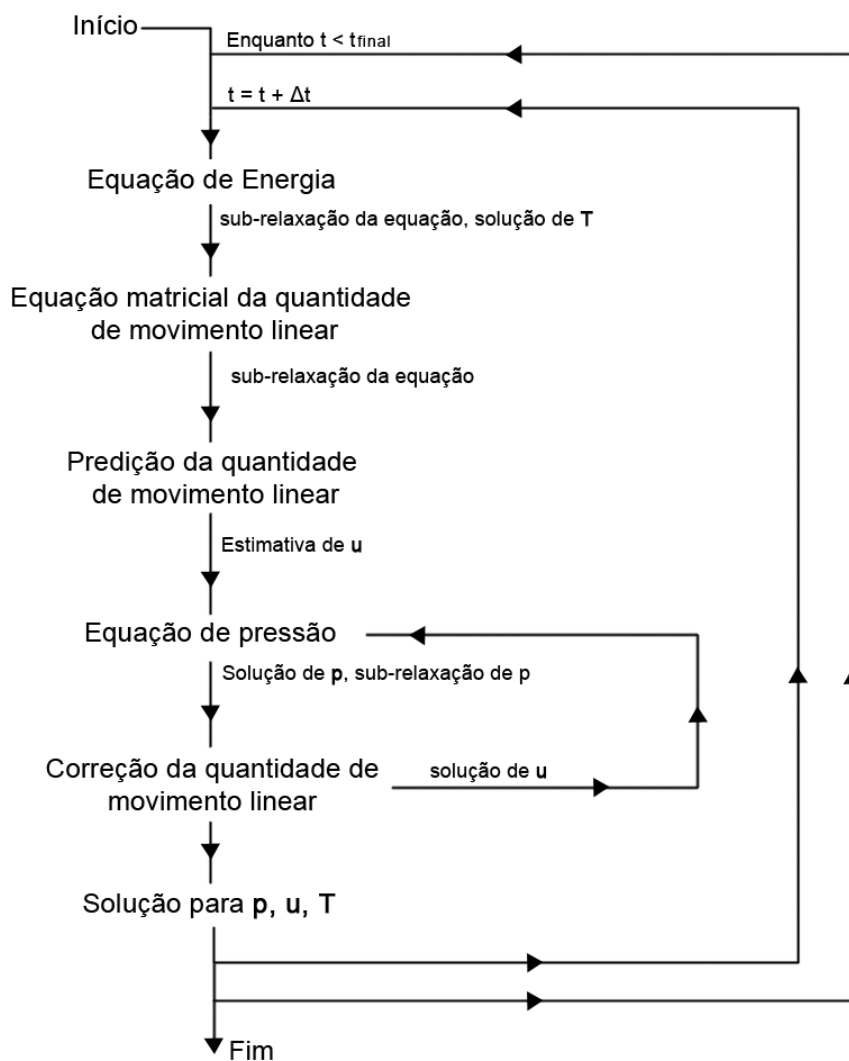 Início
Enquanto t < tfinal
t = t + Δt
Equação de Energia
sub-relaxação da equação, solução de T
Equação matricial da quantidade
de movimento linear
sub-relaxação da equação
Predição da quantidade
de movimento linear
Estimativa de u
Equação de pressão
Solução de p, sub-relaxação de p
Correção da quantidade de
movimento linear
solução de u
Solução para p, u, T
Fim